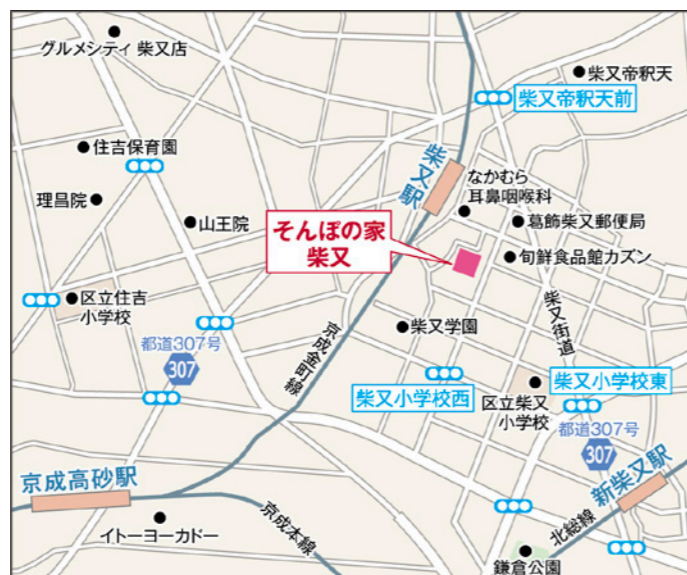 グルメシティ 柴又店
柴又帝釈天
柴又帝釈天前
住吉保育園
柴又駅
なかむら
耳鼻咽喉科
理昌院
山王院
葛飾柴又郵便局
そんぽの家
柴又
旬鮮食品館カズン
区立住吉
小学校
柴又街道
都道307号
307
京成金町線
柴又学園
柴又小学校西
柴又小学校東
区立柴又
小学校
都道307号
307
京成高砂駅
新柴又駅
イトーヨーカドー
京成本線
北総線
鎌倉公園